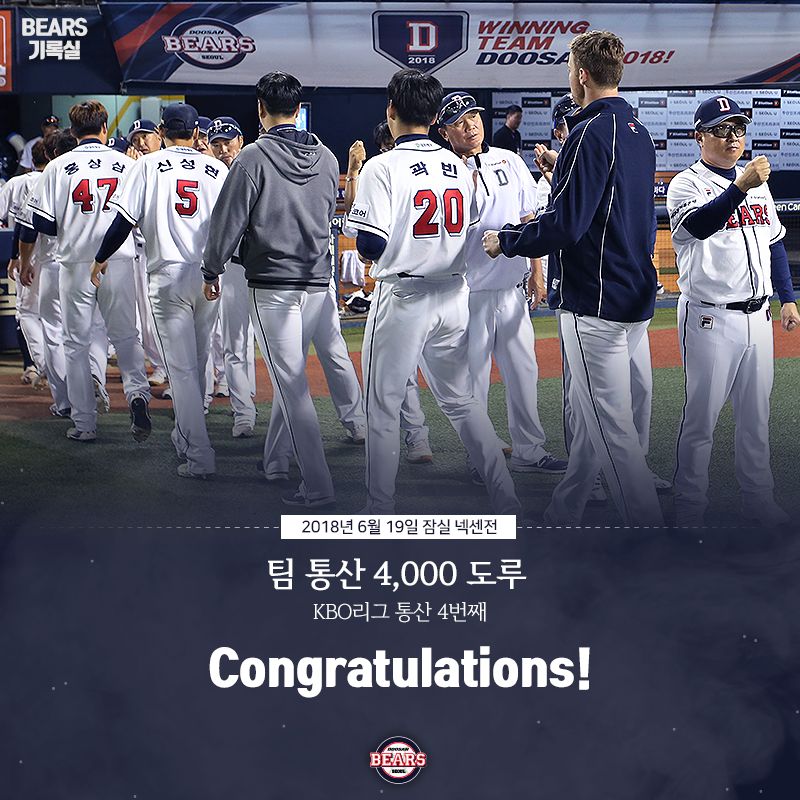 BEARS
기록실
DOOSAN
BEARS
SEOUL
D
2018
WINNING
TEAM
DOOSAN 2018!
홍상삼
47
신성현
5
곽빈
20
D
D
BEARS
2018년 6월 19일 잠실 넥센전
팀 통산 4,000 도루
KBO리그 통산 4번째
Congratulations!
DOOSAN
BEARS
SEOUL